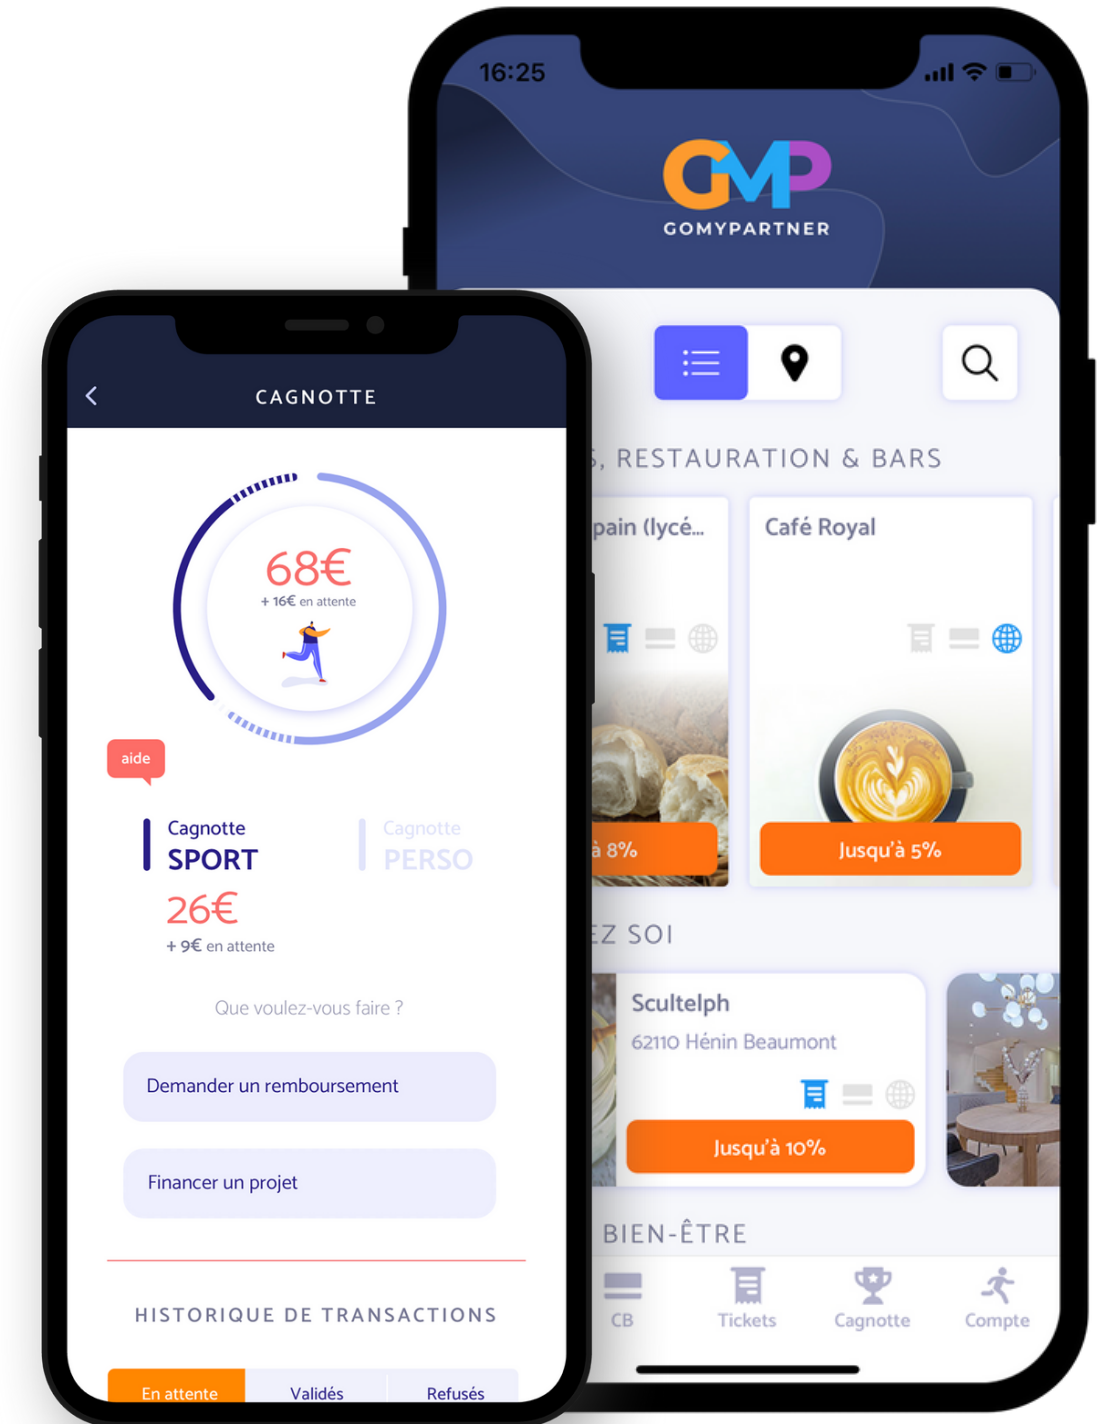 16:25
GMP
GOMYPARTNER
, RESTAURATION & BARS
pain (lycé...
Café Royal
à 8%
Jusqu'à 5%
EZ SOI
Scultelph
62110 Hénin Beaumont
Jusqu'à 10%
BIEN-ÊTRE
CB
Tickets
Cagnotte
Compte
CAGNOTTE
68€
+ 16€ en attente
aide
Cagnotte
SPORT
26€
+ 9€ en attente
Cagnotte
PERSO
Que voulez-vous faire ?
Demander un remboursement
Financer un projet
HISTORIQUE DE TRANSACTIONS
En attente
Validés
Refusés